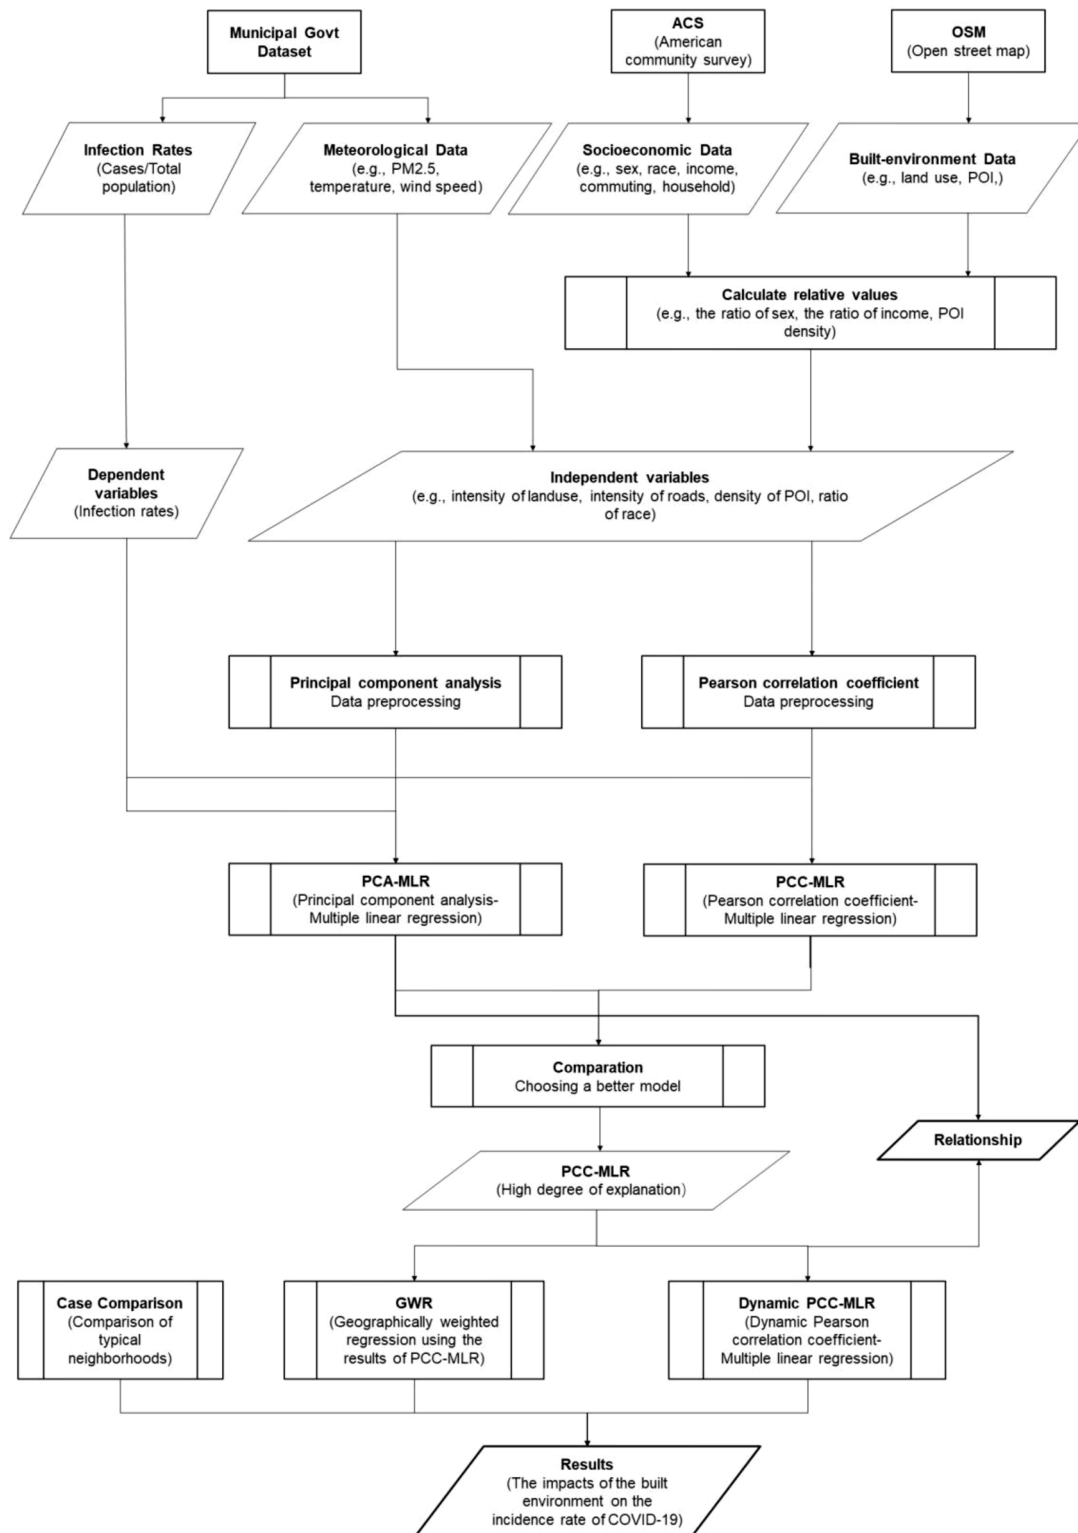 Municipal Govt
Dataset
ACS
(American
community survey)
OSM
(Open street map)
Infection Rates
(Cases/Total
population)
Meteorological Data
(e.g., PM2.5,
temperature, wind speed)
Socioeconomic Data
(e.g., sex, race, income,
commuting, household)
Built-environment Data
(e.g., land use, POI,)
Calculate relative values
(e.g., the ratio of sex, the ratio of income, POI
density)
Dependent
variables
(Infection rates)
Independent variables
(e.g., intensity of landuse, intensity of roads, density of POI, ratio
of race)
Principal component analysis
Data preprocessing
Pearson correlation coefficient
Data preprocessing
PCA-MLR
(Principal component analysis-
Multiple linear regression)
PCC-MLR
(Pearson correlation coefficient-
Multiple linear regression)
Comparation
Choosing a better model
Relationship
PCC-MLR
(High degree of explanation)
Case Comparison
(Comparison of
typical
neighborhoods)
GWR
(Geographically weighted
regression using the
results of PCC-MLR)
Dynamic PCC-MLR
(Dynamic Pearson
correlation coefficient-
Multiple linear regression)
Results
(The impacts of the built
environment on the
incidence rate of COVID-19)